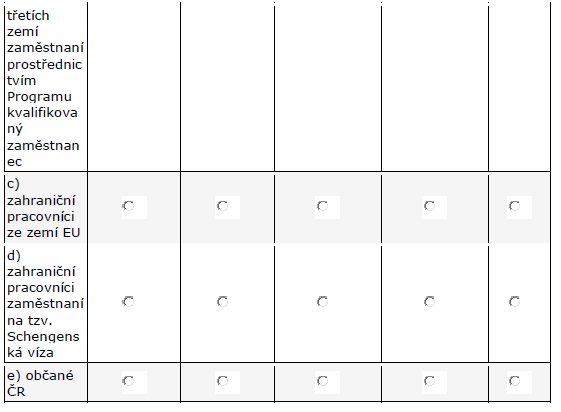 třetích
zemí
zaměstnaní
prostřednic
tvím
Programu
kvalifikova
ný
zaměstnan
ec
c)
zahraniční
pracovníci
ze zemí EU
d)
zahraniční
pracovníci
zaměstnaní
na tzv.
Schengens
ká víza
e) občané
ČR